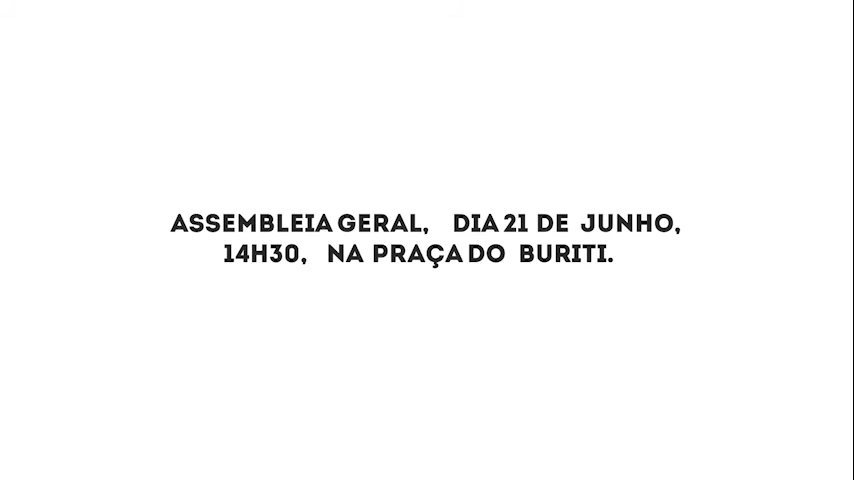 ASSEMBLEIA GERAL, DIA 21 DE JUNHO,
14H30, NA PRAÇA DO BURITI.